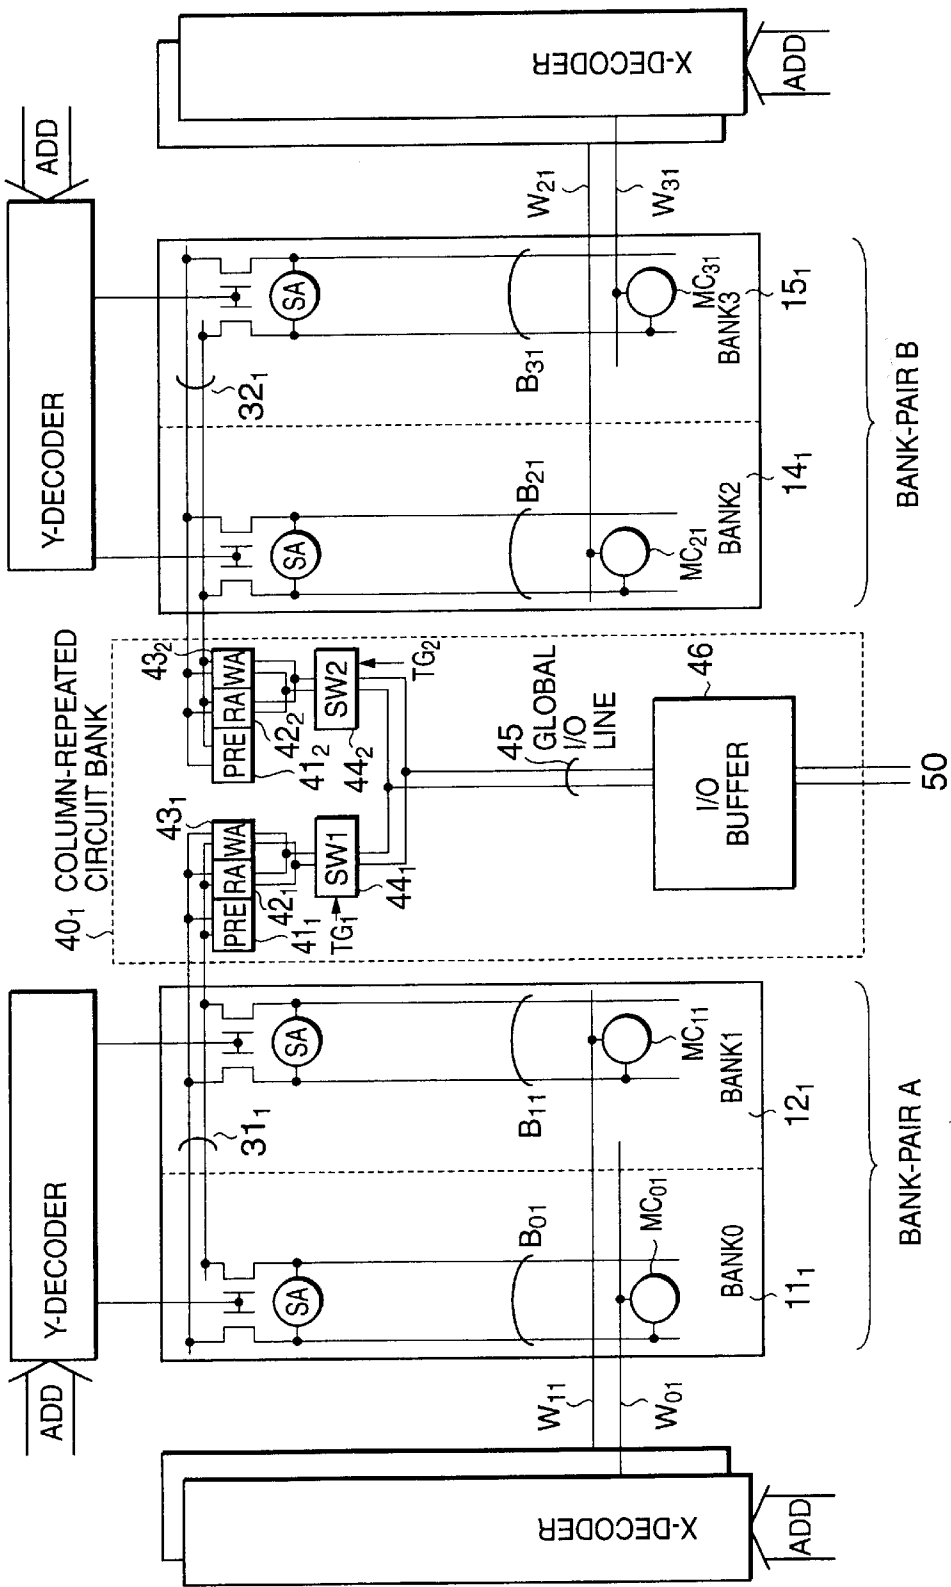 ADD
Y-DECODER
ADD
Y-DECODER
40₁ COLUMN-REPEATED
CIRCUIT BANK
X-DECODER
ADD
W₁₁
W₀₁
SA
B₀₁
MC₀₁
BANK0
11₁
31₁
SA
B₁₁
MC₁₁
BANK1
12₁
BANK-PAIR A
PRE
RA
WA
41₁
42₁
43₁
SW1
TG₁
44₁
PRE
RA
WA
41₂
42₂
43₂
SW2
TG₂
44₂
45
GLOBAL
I/O
LINE
I/O
BUFFER
46
50
SA
B₂₁
MC₂₁
BANK2
14₁
32₁
SA
B₃₁
MC₃₁
BANK3
15₁
BANK-PAIR B
W₂₁
W₃₁
X-DECODER
ADD